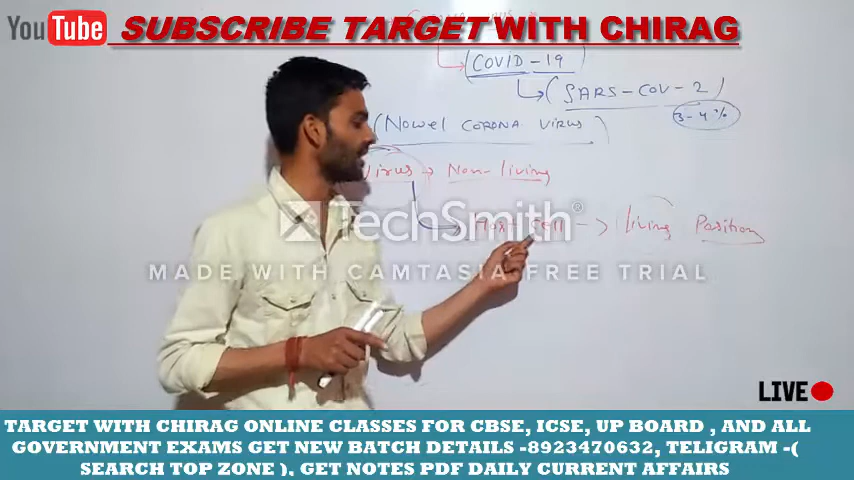 YouTube SUBSCRIBE TARGET WITH CHIRAG
COVID-19
(SARS-COV-2)
3-4%
(Nowel CORONA VIRUS)
Virus → Non-living
Cell → living Position
TechSmith®
MADE WITH CAMTASIA FREE TRIAL
LIVE
TARGET WITH CHIRAG ONLINE CLASSES FOR CBSE, ICSE, UP BOARD , AND ALL
GOVERNMENT EXAMS GET NEW BATCH DETAILS -8923470632, TELIGRAM -(
SEARCH TOP ZONE ), GET NOTES PDF DAILY CURRENT AFFAIRS